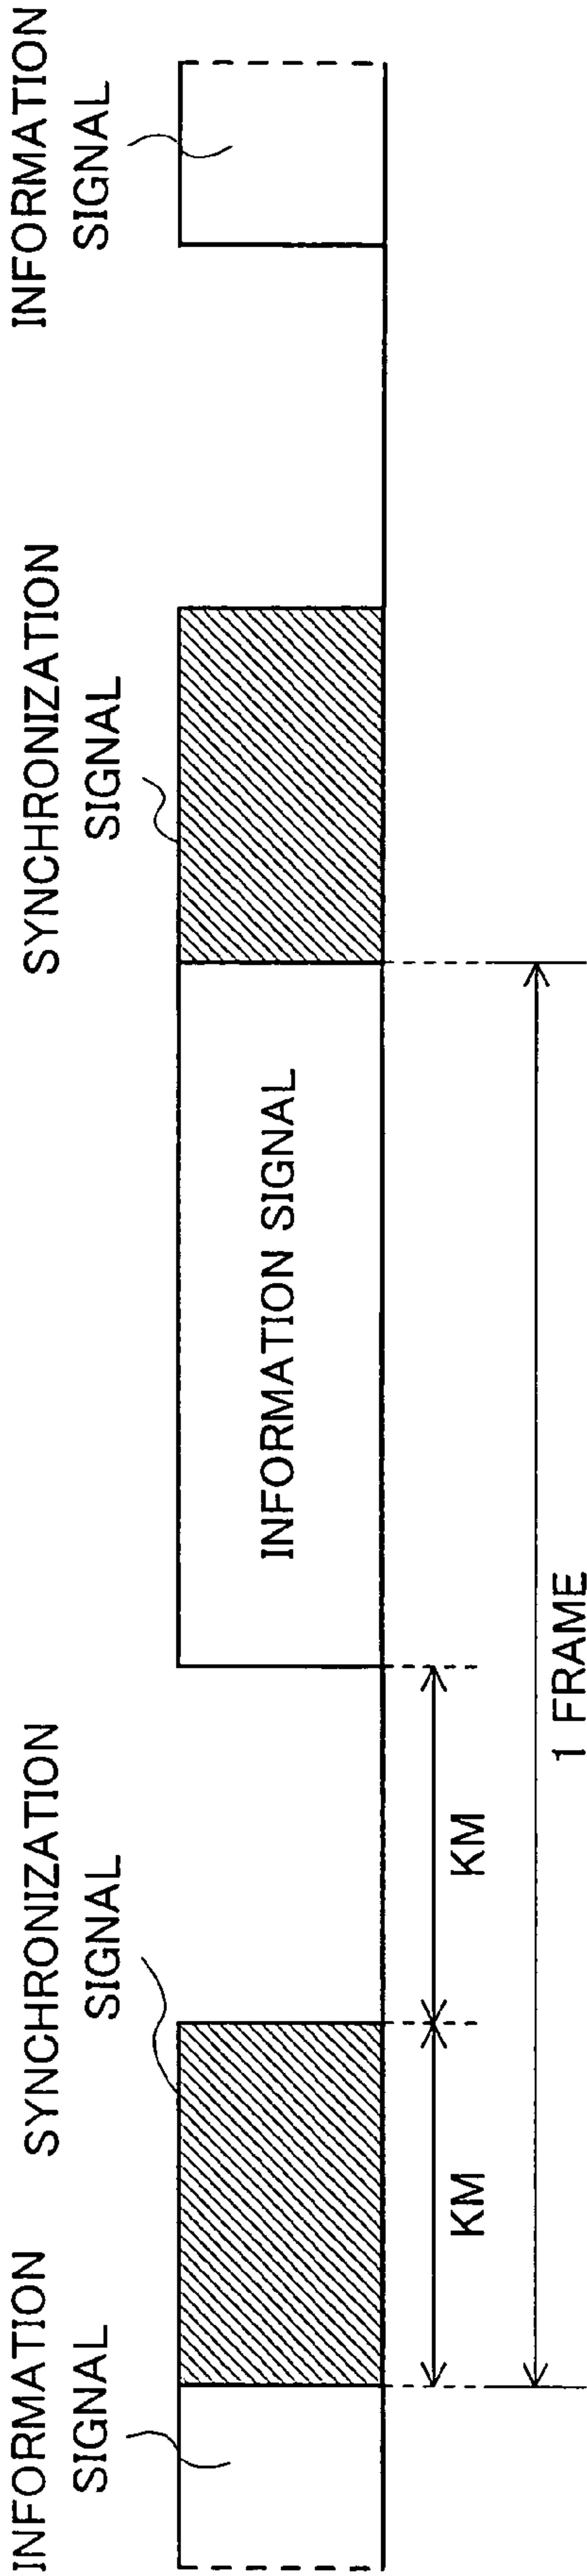 INFORMATION
SIGNAL
SYNCHRONIZATION
SIGNAL
INFORMATION SIGNAL
SYNCHRONIZATION
SIGNAL
INFORMATION
SIGNAL
KM
KM
1 FRAME